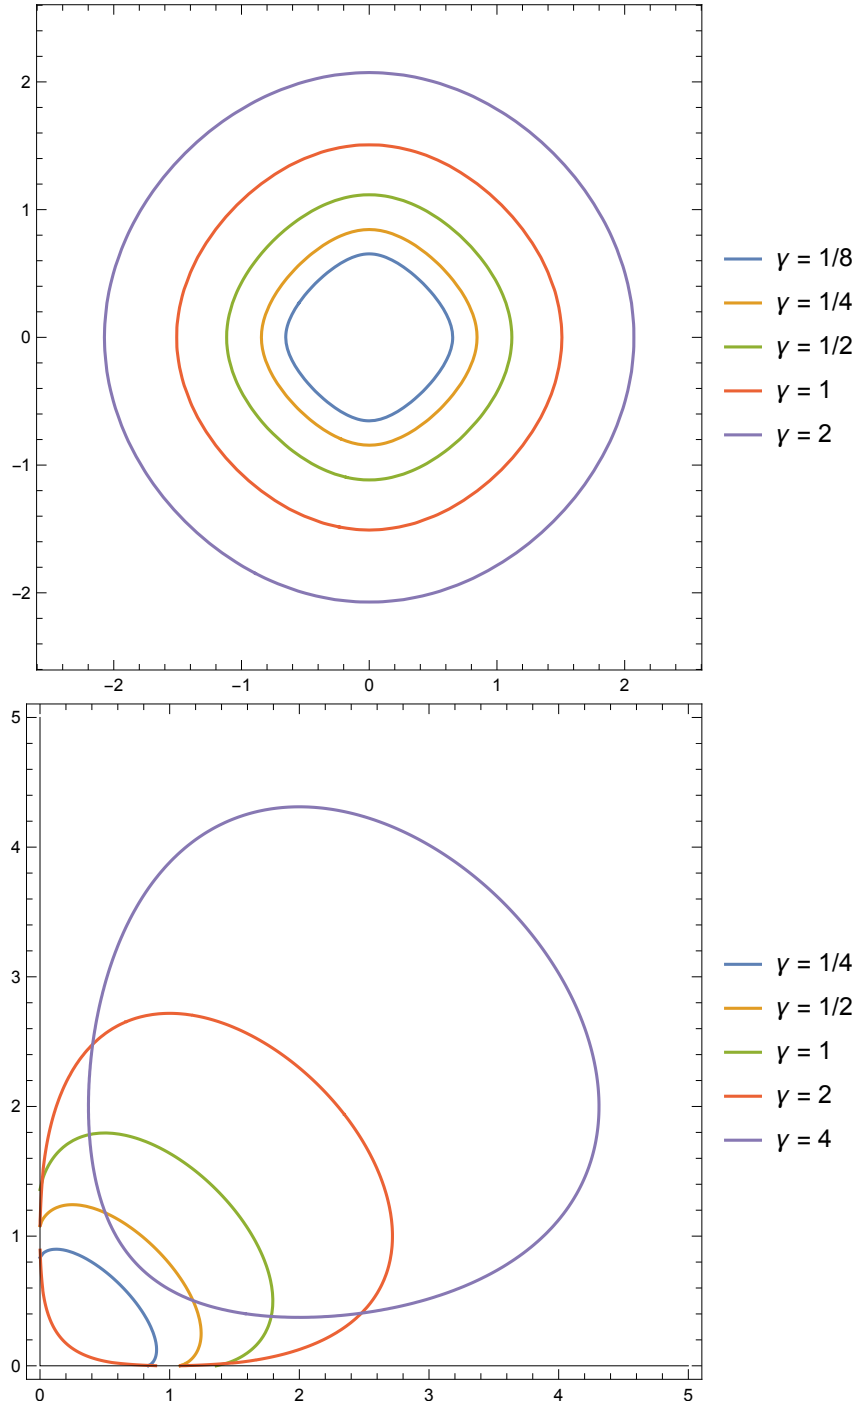 2
1
0
−1
−2
−2 −1 0 1 2
γ = 1/8
γ = 1/4
γ = 1/2
γ = 1
γ = 2
5
4
3
2
1
0
0 1 2 3 4 5
γ = 1/4
γ = 1/2
γ = 1
γ = 2
γ = 4